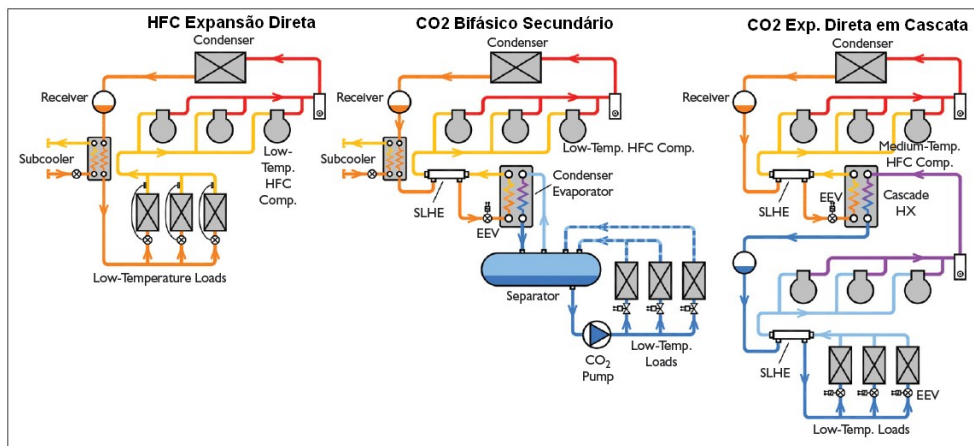 HFC Expansão Direta
Condenser
Receiver
Subcooler
Low-
Temp.
HFC
Comp.
Low-Temperature Loads
CO2 Bifásico Secundário
Condenser
Receiver
Subcooler
Low-Temp. HFC Comp.
Condenser
Evaporator
SLHE
EEV
Separator
CO2
Pump
Low-Temp.
Loads
CO2 Exp. Direta em Cascata
Condenser
Receiver
Medium-Temp.
HFC Comp.
EEV
Cascade
HX
SLHE
SLHE
EEV
Low-Temp. Loads